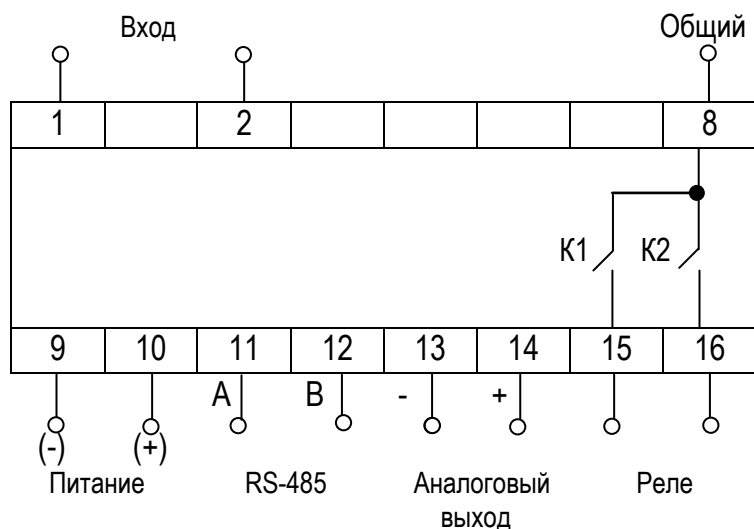 Вход Общий
1 2 8
К1 К2
9 10 11 12 13 14 15 16
А В - +
(-) (+)
Питание RS-485 Аналоговый Реле
выход